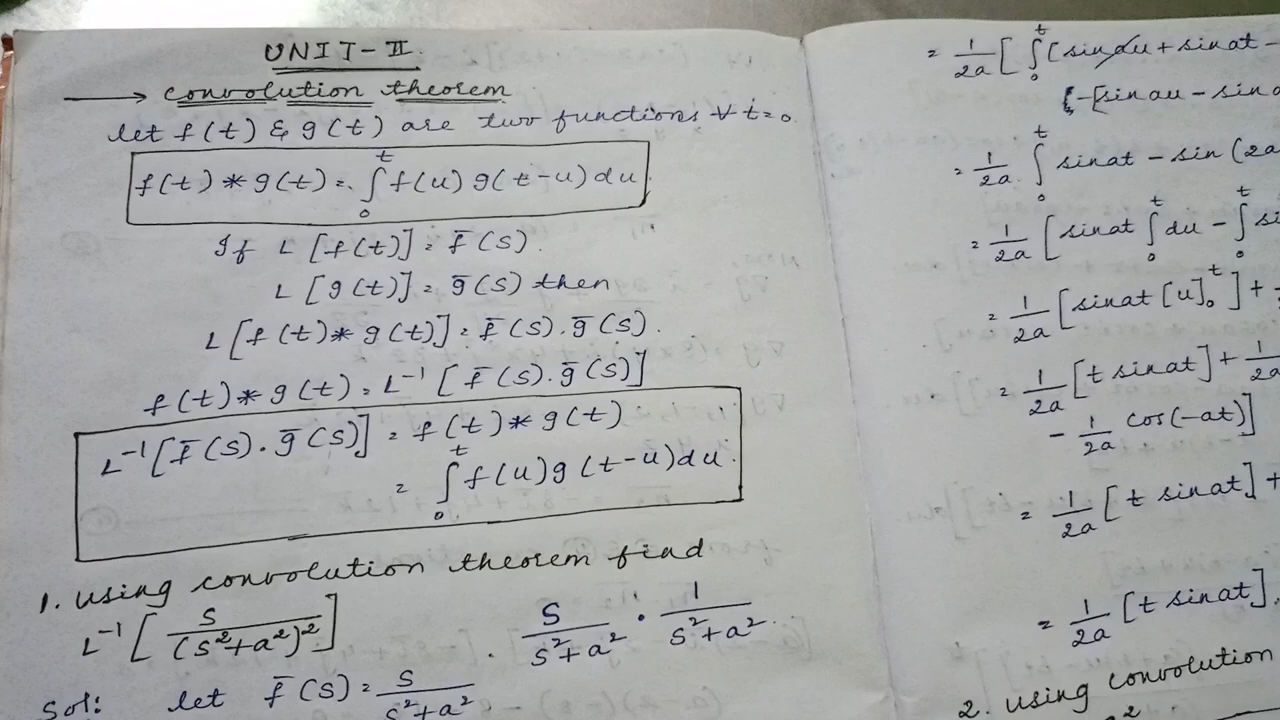 UNIT-II.
→ convolution theorem
let f(t) & g(t) are two functions ∀ t=0.
f(t) * g(t) = ∫₀ᵗ f(u) g(t-u) du.
If L [f(t)] = f̄(s).
L [g(t)] = ḡ(s) then
L [f(t) * g(t)] = f̄(s). ḡ(s).
f(t) * g(t) = L⁻¹ [f̄(s). ḡ(s)]
L⁻¹ [f̄(s). ḡ(s)] = f(t) * g(t)
= ∫₀ᵗ f(u) g(t-u) du.
1. using convolution theorem find
L⁻¹ [s/(s²+a²)²] . s/(s²+a²) . 1/(s²+a²).
Sol: let f̄(s) = s/(s²+a²)
= 1/2a [ ∫₀ᵗ (sin au + sin at -
(-[sin au - sin a
= 1/2a ∫₀ᵗ sin at - sin (2a
= 1/2a [sin at ∫₀ᵗ du - ∫₀ᵗ si
= 1/2a [sin at [u]₀ᵗ] +
= 1/2a [t sin at] + 1/2a
- 1/2a cos(-at)]
= 1/2a [t sin at] +
= 1/2a [t sin at].
2. using convolution